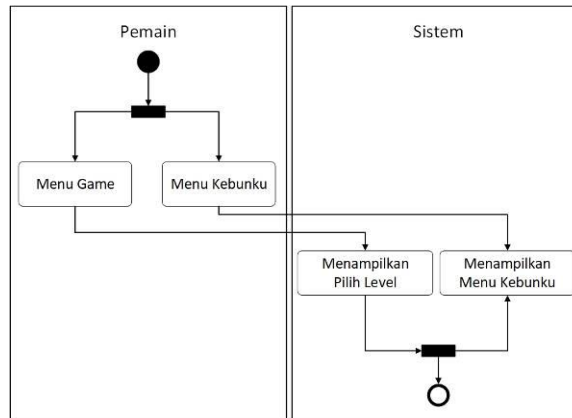 Pemain
Sistem
Menu Game
Menu Kebunku
Menampilkan
Pilih Level
Menampilkan
Menu Kebunku